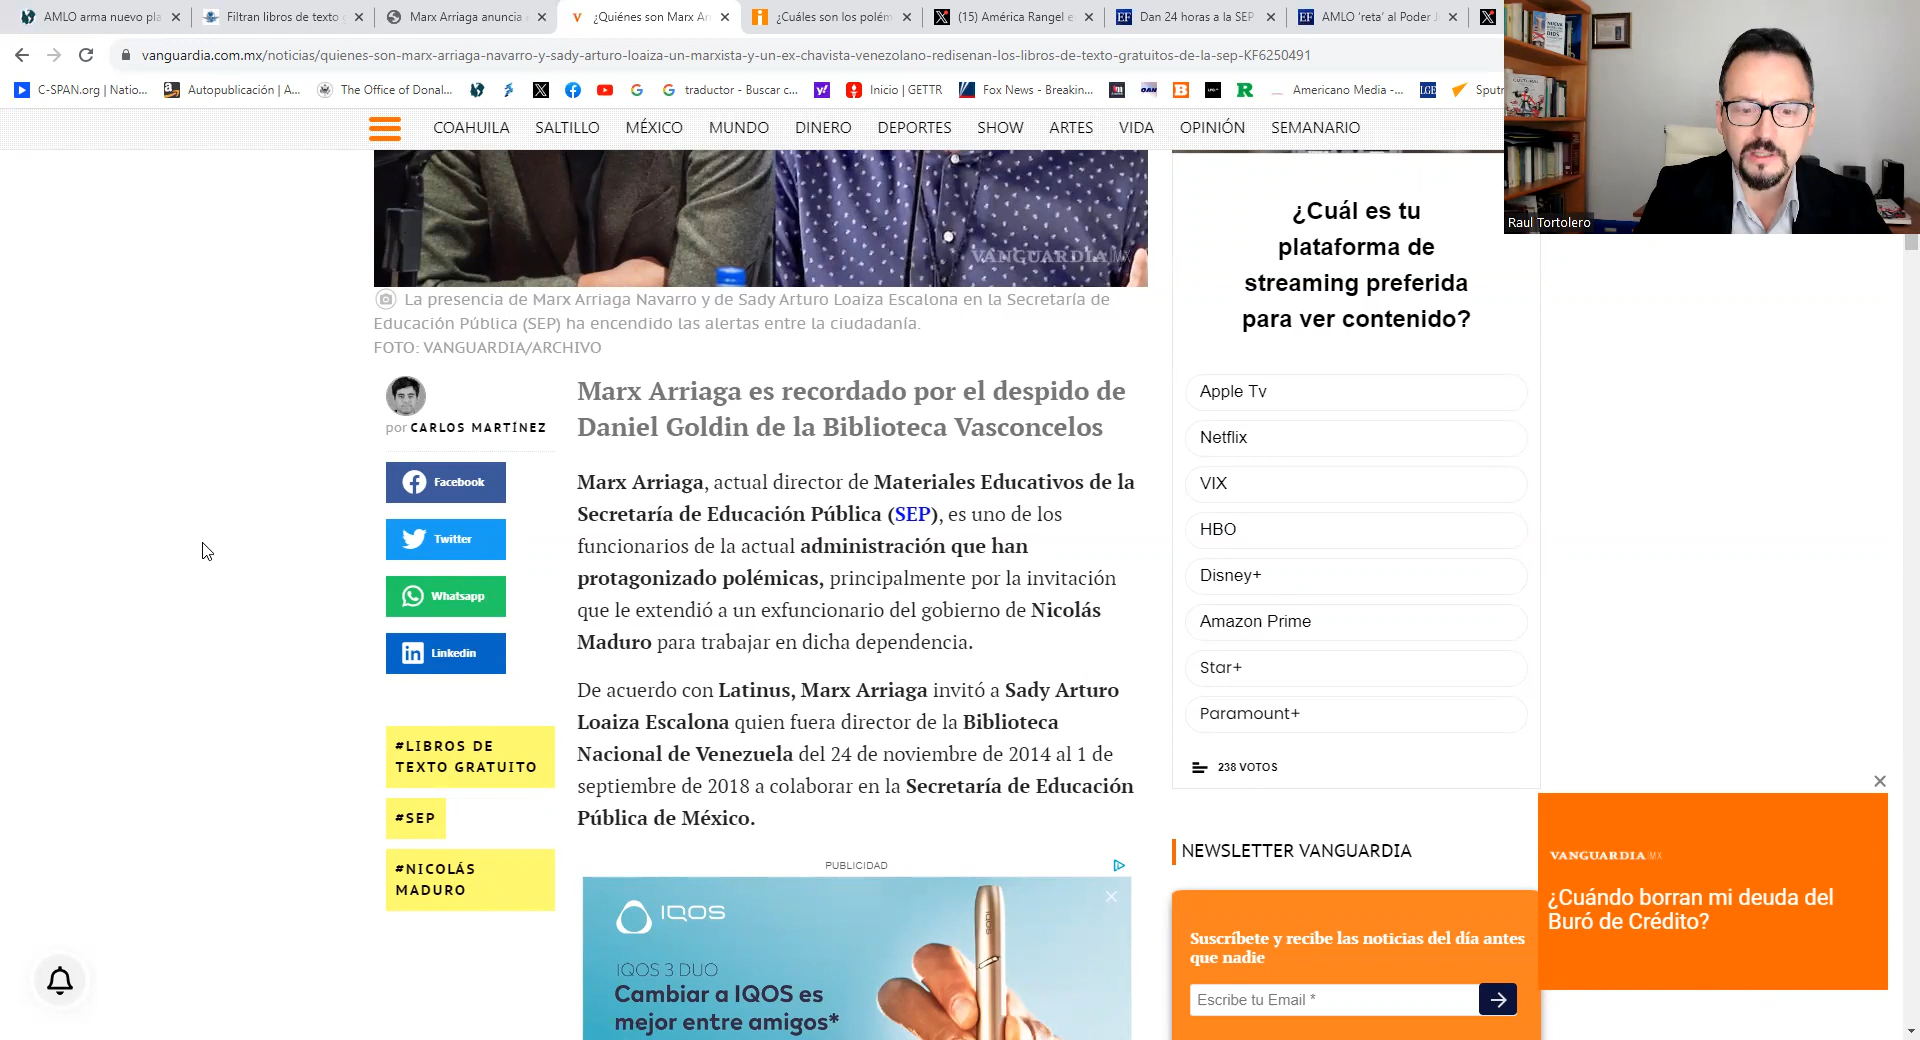 AMLO arma nuevo pla
Filtran libros de texto g
Marx Arriaga anuncia
¿Quiénes son Marx Arr
¿Cuáles son los polém
(15) América Rangel e
Dan 24 horas a la SEP
AMLO 'reta' al Poder J
vanguardia.com.mx/noticias/quienes-son-marx-arriaga-navarro-y-sady-arturo-loaiza-un-marxista-y-un-ex-chavista-venezolano-redisenan-los-libros-de-texto-gratuitos-de-la-sep-KF6250491
C-SPAN.org | Natio...
Autopublicación | A...
The Office of Donal...
traductor - Buscar c...
Inicio | GETTR
Fox News - Breakin...
OAN
Americano Media -...
LGE
Sputn
COAHUILA SALTILLO MÉXICO MUNDO DINERO DEPORTES SHOW ARTES VIDA OPINIÓN SEMANARIO
Raul Tortolero
VANGUARDIA|MX
La presencia de Marx Arriaga Navarro y de Sady Arturo Loaiza Escalona en la Secretaría de
Educación Pública (SEP) ha encendido las alertas entre la ciudadanía.
FOTO: VANGUARDIA/ARCHIVO
por CARLOS MARTÍNEZ
Facebook
Twitter
Whatsapp
Linkedin
#LIBROS DE
TEXTO GRATUITO
#SEP
#NICOLÁS
MADURO
Marx Arriaga es recordado por el despido de
Daniel Goldin de la Biblioteca Vasconcelos
Marx Arriaga, actual director de Materiales Educativos de la
Secretaría de Educación Pública (SEP), es uno de los
funcionarios de la actual administración que han
protagonizado polémicas, principalmente por la invitación
que le extendió a un exfuncionario del gobierno de Nicolás
Maduro para trabajar en dicha dependencia.
De acuerdo con Latinus, Marx Arriaga invitó a Sady Arturo
Loaiza Escalona quien fuera director de la Biblioteca
Nacional de Venezuela del 24 de noviembre de 2014 al 1 de
septiembre de 2018 a colaborar en la Secretaría de Educación
Pública de México.
PUBLICIDAD
IQOS
IQOS 3 DUO
Cambiar a IQOS es
mejor entre amigos*
iqos
¿Cuál es tu
plataforma de
streaming preferida
para ver contenido?
Apple Tv
Netflix
VIX
HBO
Disney+
Amazon Prime
Star+
Paramount+
238 VOTOS
NEWSLETTER VANGUARDIA
Suscríbete y recibe las noticias del día antes
que nadie
Escribe tu Email *
VANGUARDIA|MX
¿Cuándo borran mi deuda del
Buró de Crédito?